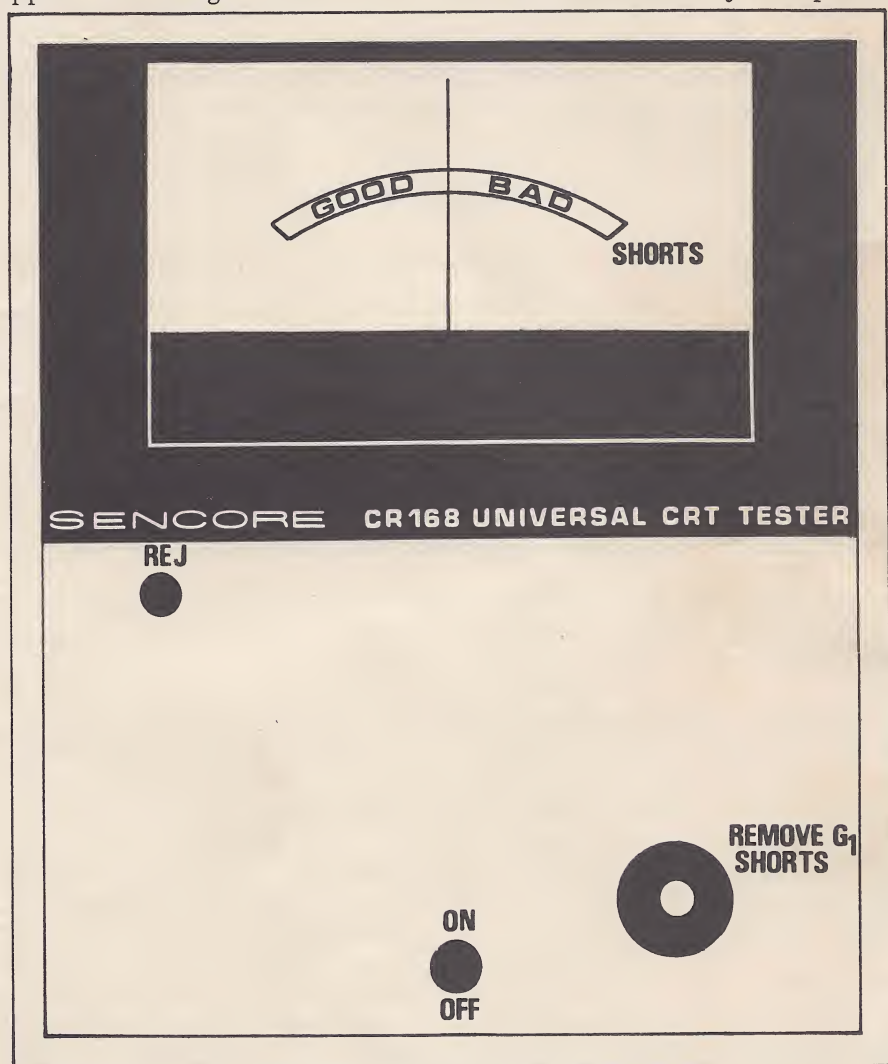 GOOD BAD
SHORTS
SENCORE CR168 UNIVERSAL CRT TESTER
REJ
REMOVE G1
SHORTS
ON
OFF